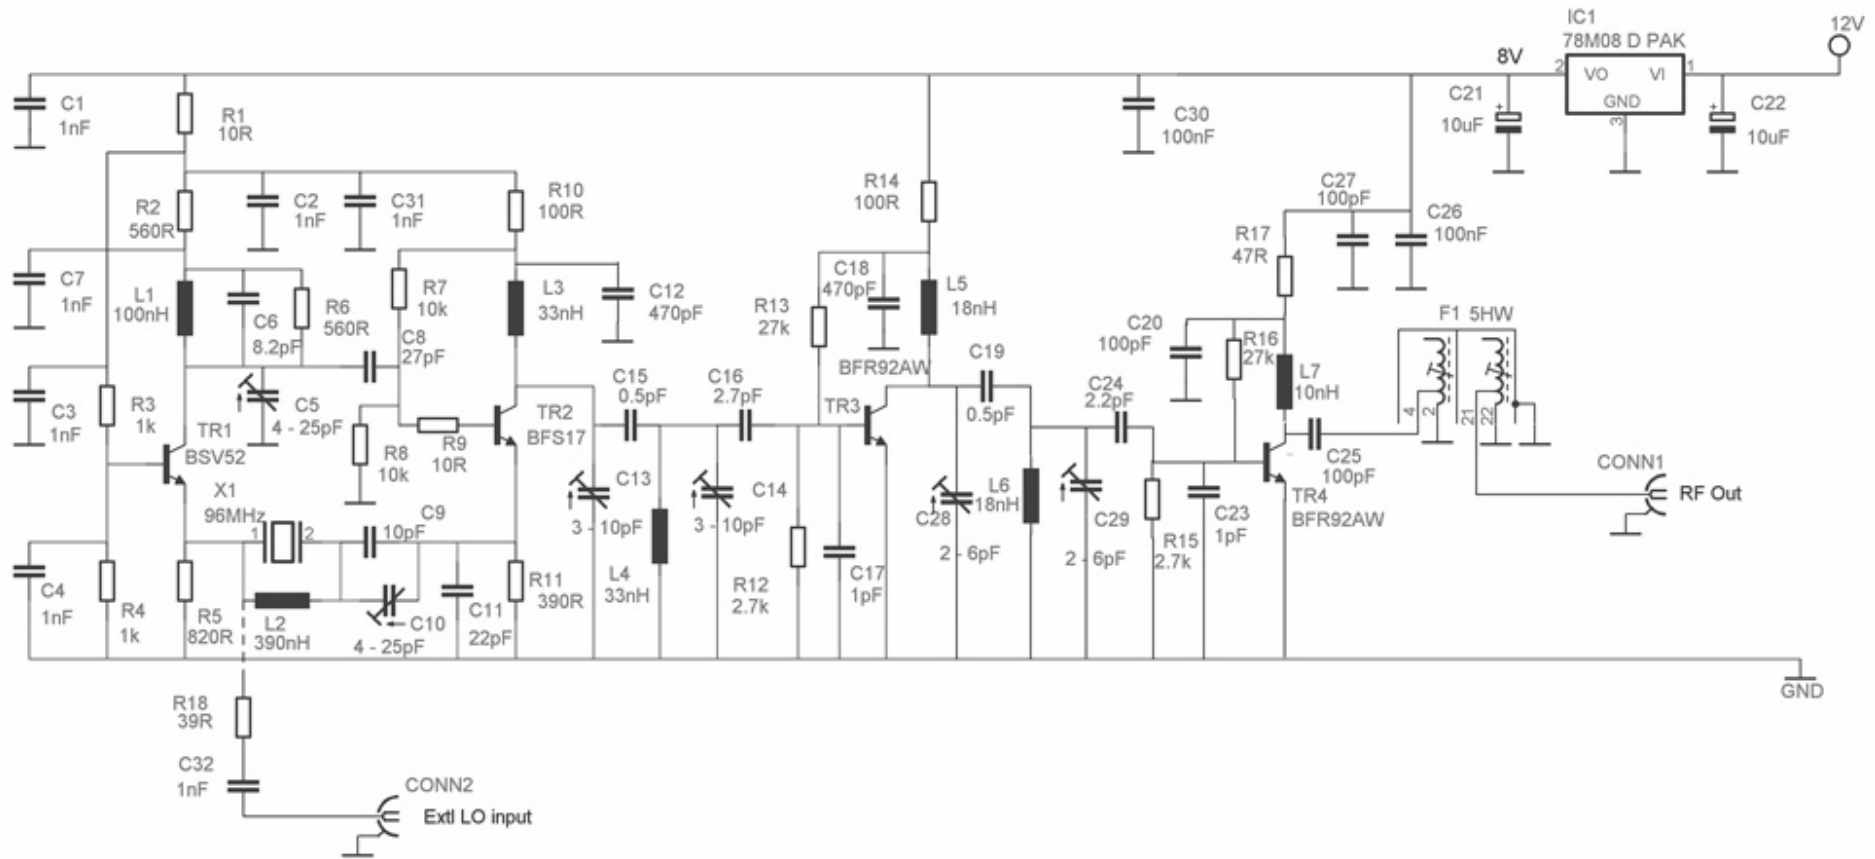 IC1
78M08 D PAK
12V
8V
2
VO
VI
1
GND
3
C1
1nF
R1
10R
C30
100nF
C21
10uF
+
C22
10uF
+
R2
560R
C2
1nF
C31
1nF
R10
100R
R14
100R
C27
100pF
C26
100nF
R17
47R
C7
1nF
L1
100nH
C6
8.2pF
R6
560R
R7
10k
C8
27pF
L3
33nH
C12
470pF
R13
27k
C18
470pF
L5
18nH
BFR92AW
C20
100pF
R16
27k
L7
10nH
F1 5HW
4
2
21
22
C3
1nF
R3
1k
TR1
BSV52
C5
4 - 25pF
R8
10k
R9
10R
TR2
BFS17
C15
0.5pF
C16
2.7pF
TR3
C19
0.5pF
C24
2.2pF
C25
100pF
TR4
BFR92AW
CONN1
RF Out
X1
96MHz
1
2
C9
10pF
C13
3 - 10pF
C14
3 - 10pF
C28
2 - 6pF
L6
18nH
C29
2 - 6pF
R15
2.7k
C23
1pF
C4
1nF
R4
1k
R5
820R
L2
390nH
C10
4 - 25pF
C11
22pF
R11
390R
L4
33nH
R12
2.7k
C17
1pF
GND
R18
39R
C32
1nF
CONN2
Extl LO input